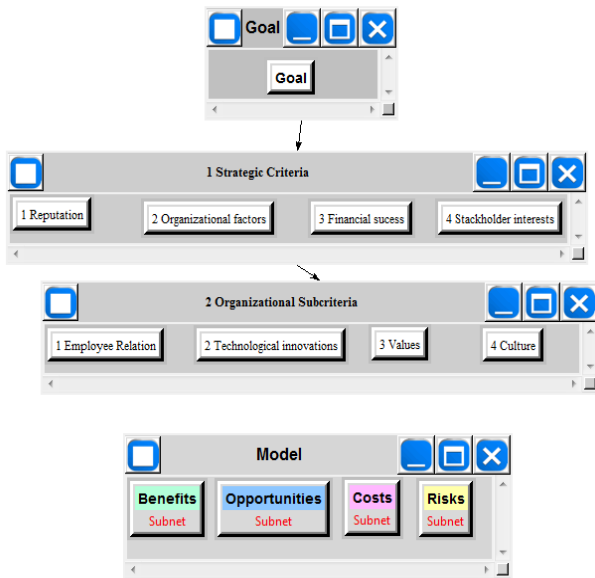 Goal
Goal
1 Strategic Criteria
1 Reputation
2 Organizational factors
3 Financial sucess
4 Stackholder interests
2 Organizational Subcriteria
1 Employee Relation
2 Technological innovations
3 Values
4 Culture
Model
Benefits
Subnet
Opportunities
Subnet
Costs
Subnet
Risks
Subnet